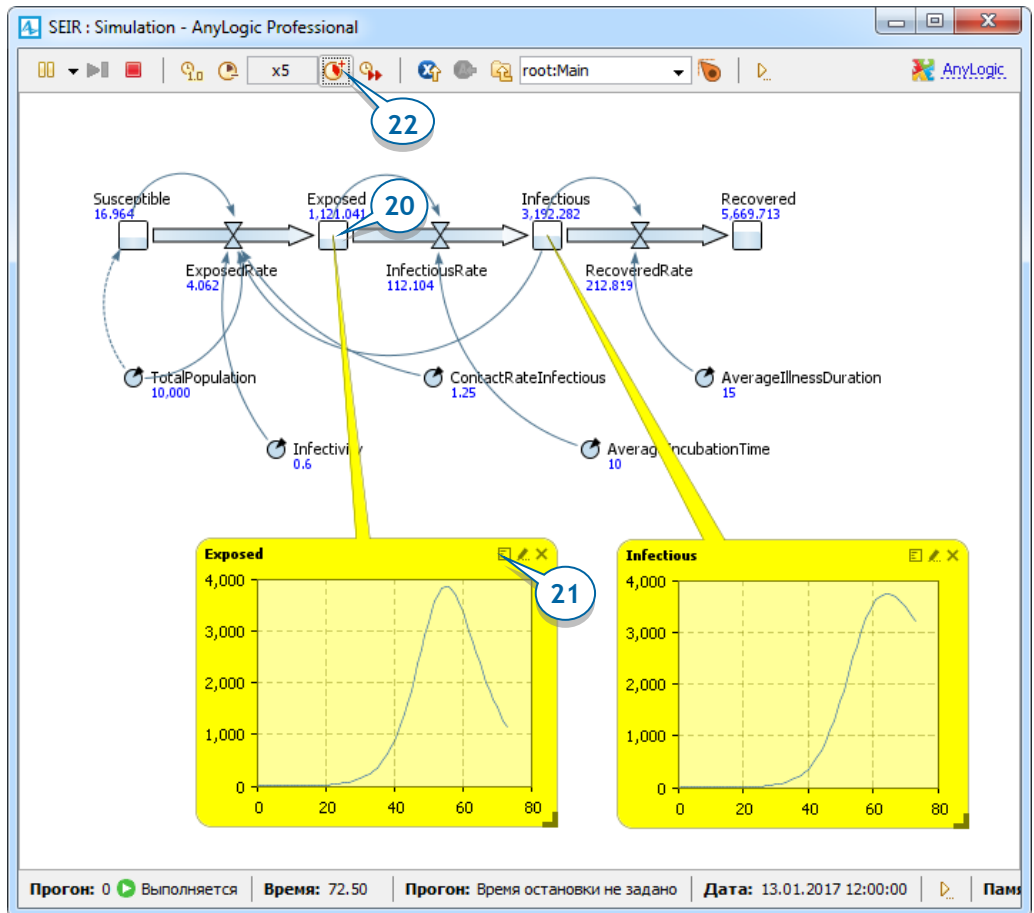 SEIR : Simulation - AnyLogic Professional
1.0 x5 root:Main AnyLogic
22
Susceptible Exposed Infectious Recovered
16.964 1,121.041 3,192.282 5,669.713
20
ExposedRate InfectiousRate RecoveredRate
4.062 112.104 212.819
TotalPopulation ContactRateInfectious AverageIllnessDuration
10,000 1.25 15
Infectivity AverageIncubationTime
0.6 10
Exposed
21
4,000
3,000
2,000
1,000
0
0 20 40 60 80
Infectious
4,000
3,000
2,000
1,000
0
0 20 40 60 80
Прогон: 0 Выполняется Время: 72.50 Прогон: Время остановки не задано Дата: 13.01.2017 12:00:00 Памя